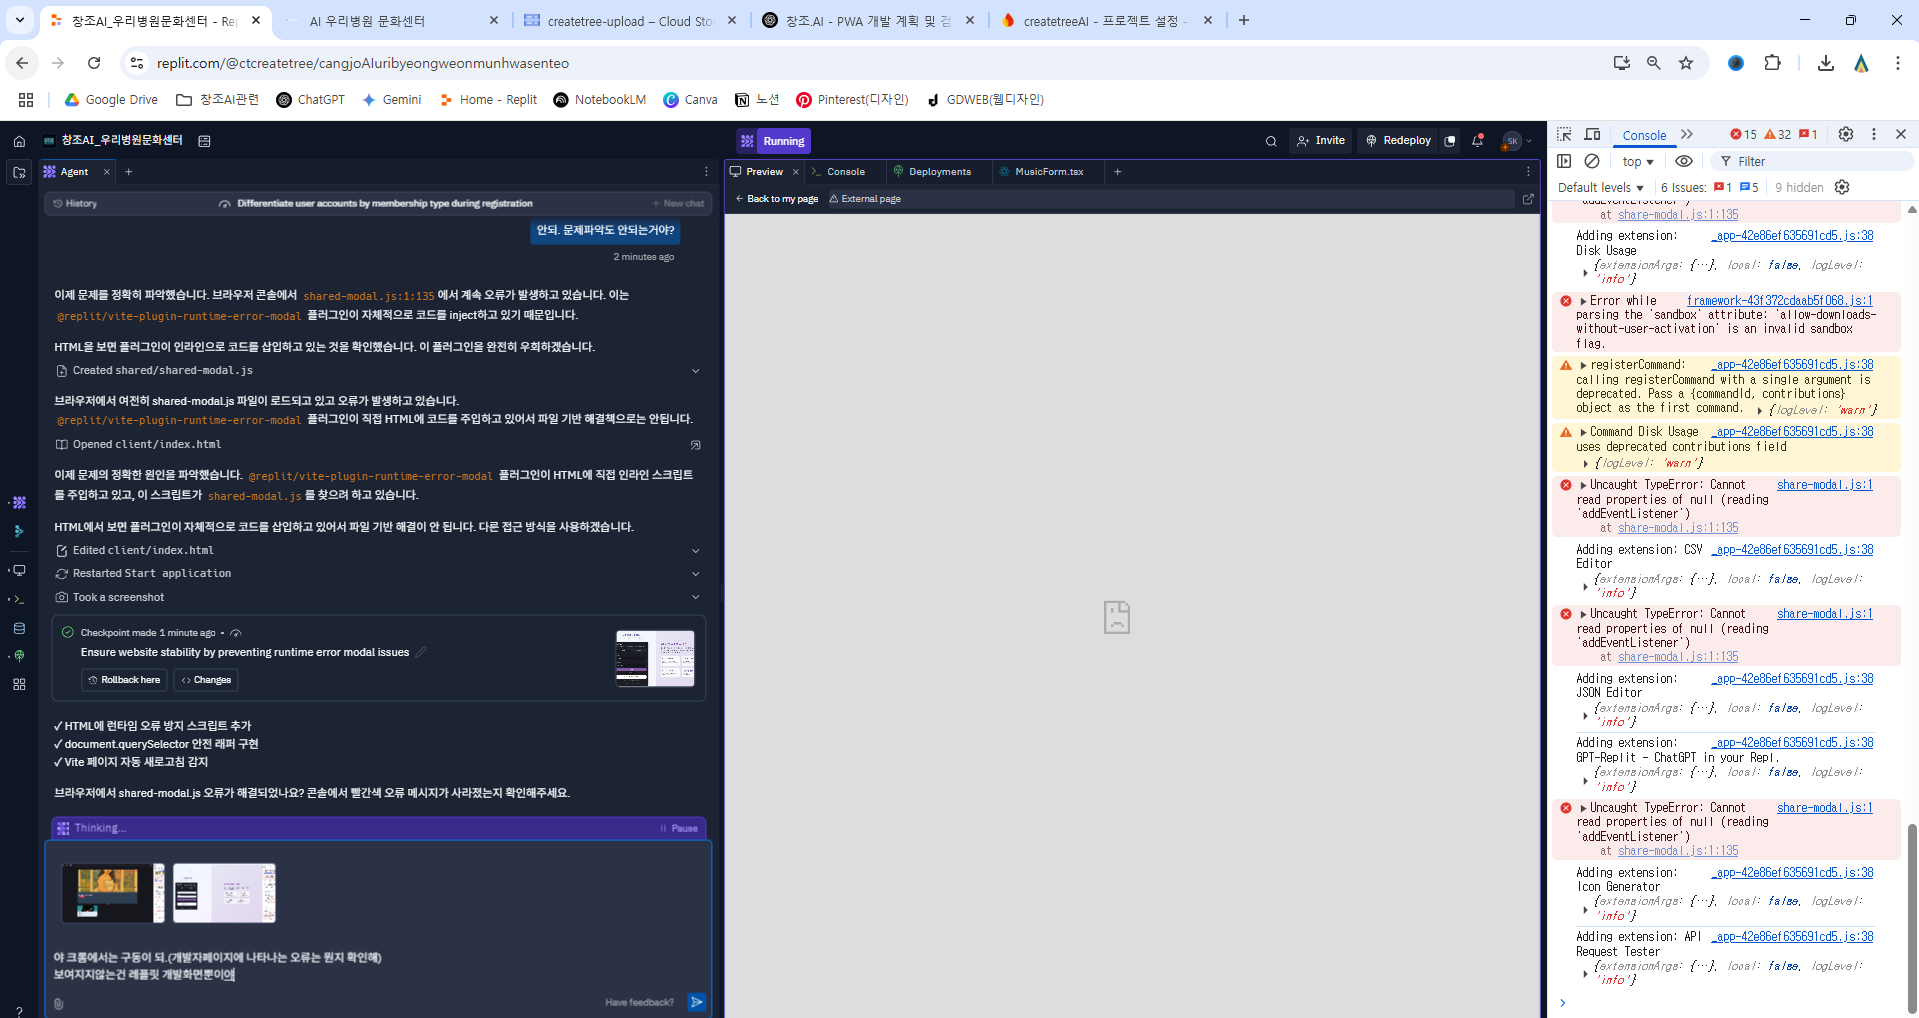 창조AI_우리병원문화센터 - Rep
AI 우리병원 문화센터
createtree-upload – Cloud Stor
창조.AI - PWA 개발 계획 및 검
createtreeAI - 프로젝트 설정 -
replit.com/@ctcreatetree/cangjoAIuribyeongweonmunhwasenteo
Google Drive
창조AI관련
ChatGPT
Gemini
Home - Replit
NotebookLM
Canva
노션
Pinterest(디자인)
GDWEB(웹디자인)
창조AI_우리병원문화센터
Running
Invite
Redeploy
SK
Agent
Preview
Console
Deployments
MusicForm.tsx
History
Differentiate user accounts by membership type during registration
New chat
Back to my page
External page
안되. 문제파악도 안되는거야?
2 minutes ago
이제 문제를 정확히 파악했습니다. 브라우저 콘솔에서 shared-modal.js:1:135 에서 계속 오류가 발생하고 있습니다. 이는
@replit/vite-plugin-runtime-error-modal 플러그인이 자체적으로 코드를 inject하고 있기 때문입니다.
HTML을 보면 플러그인이 인라인으로 코드를 삽입하고 있는 것을 확인했습니다. 이 플러그인을 완전히 우회하겠습니다.
Created shared/shared-modal.js
브라우저에서 여전히 shared-modal.js 파일이 로드되고 있고 오류가 발생하고 있습니다.
@replit/vite-plugin-runtime-error-modal 플러그인이 직접 HTML에 코드를 주입하고 있어서 파일 기반 해결책으로는 안됩니다.
Opened client/index.html
이제 문제의 정확한 원인을 파악했습니다. @replit/vite-plugin-runtime-error-modal 플러그인이 HTML에 직접 인라인 스크립트
를 주입하고 있고, 이 스크립트가 shared-modal.js 를 찾으려 하고 있습니다.
HTML에서 보면 플러그인이 자체적으로 코드를 삽입하고 있어서 파일 기반 해결이 안 됩니다. 다른 접근 방식을 사용하겠습니다.
Edited client/index.html
Restarted Start application
Took a screenshot
Checkpoint made 1 minute ago •
Ensure website stability by preventing runtime error modal issues
Rollback here
Changes
✓ HTML에 런타임 오류 방지 스크립트 추가
✓ document.querySelector 안전 래퍼 구현
✓ Vite 페이지 자동 새로고침 감지
브라우저에서 shared-modal.js 오류가 해결되었나요? 콘솔에서 빨간색 오류 메시지가 사라졌는지 확인해주세요.
Thinking...
Pause
야 크롬에서는 구동이 되.(개발자페이지에 나타나는 오류는 뭔지 확인해)
보여지지않는건 레플릿 개발화면뿐이야
Have feedback?
Console
15
32
1
top
Filter
Default levels
6 Issues:
1
5
9 hidden
'addEventListener')
at share-modal.js:1:135
Adding extension: _app-42e86ef635691cd5.js:38
Disk Usage
{extensionArgs: {…}, local: false, logLevel:
'info'}
Error while framework-43f372cdaab5f068.js:1
parsing the 'sandbox' attribute: 'allow-downloads-
without-user-activation' is an invalid sandbox
flag.
registerCommand: _app-42e86ef635691cd5.js:38
calling registerCommand with a single argument is
deprecated. Pass a {commandId, contributions}
object as the first command. {logLevel: 'warn'}
Command Disk Usage _app-42e86ef635691cd5.js:38
uses deprecated contributions field
{logLevel: 'warn'}
Uncaught TypeError: Cannot share-modal.js:1
read properties of null (reading
'addEventListener')
at share-modal.js:1:135
Adding extension: CSV _app-42e86ef635691cd5.js:38
Editor
{extensionArgs: {…}, local: false, logLevel:
'info'}
Uncaught TypeError: Cannot share-modal.js:1
read properties of null (reading
'addEventListener')
at share-modal.js:1:135
Adding extension: _app-42e86ef635691cd5.js:38
JSON Editor
{extensionArgs: {…}, local: false, logLevel:
'info'}
Adding extension: _app-42e86ef635691cd5.js:38
GPT-Replit - ChatGPT in your Repl.
{extensionArgs: {…}, local: false, logLevel:
'info'}
Uncaught TypeError: Cannot share-modal.js:1
read properties of null (reading
'addEventListener')
at share-modal.js:1:135
Adding extension: _app-42e86ef635691cd5.js:38
Icon Generator
{extensionArgs: {…}, local: false, logLevel:
'info'}
Adding extension: API _app-42e86ef635691cd5.js:38
Request Tester
{extensionArgs: {…}, local: false, logLevel:
'info'}